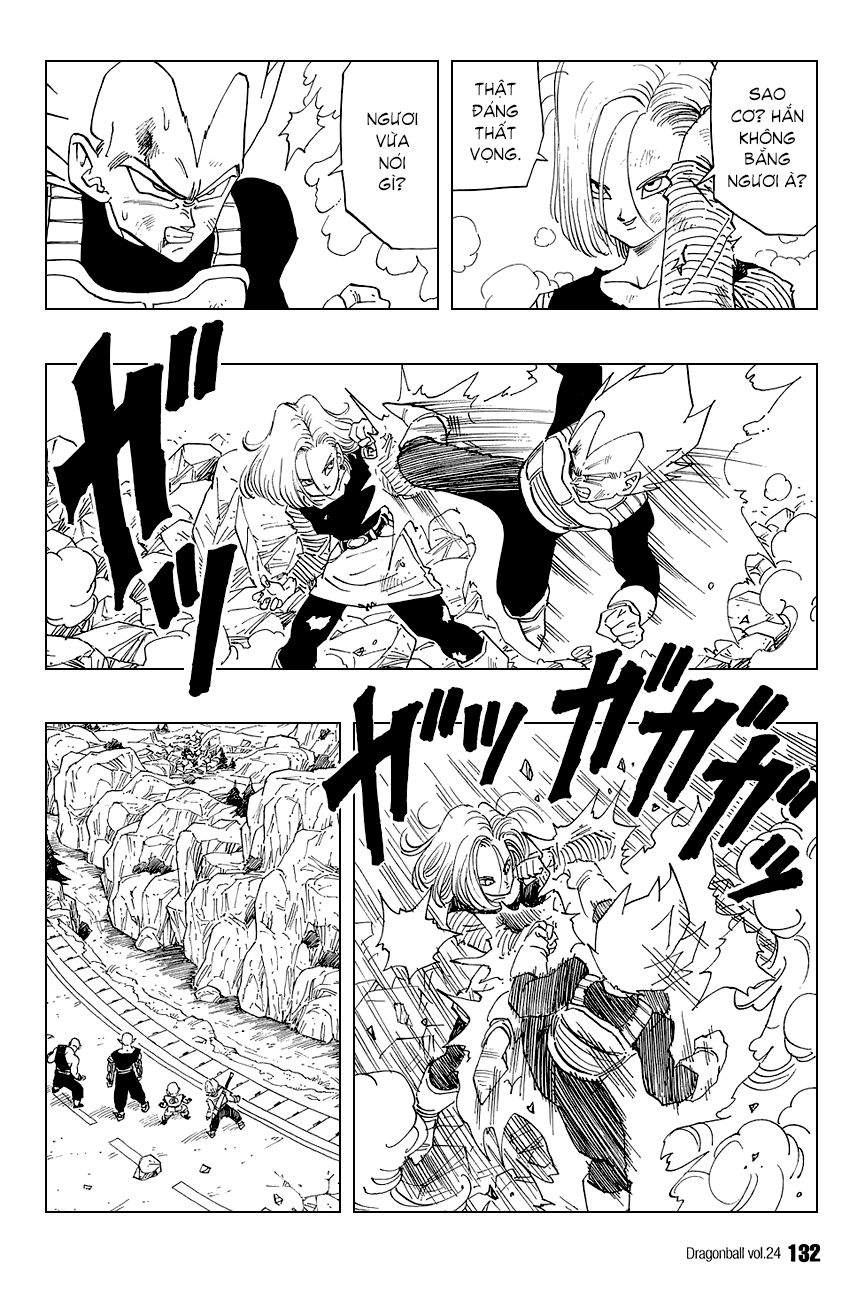 SAO
CƠ? HẮN
KHÔNG
BẰNG
NGƯƠI À?
THẬT
ĐÁNG
THẤT
VỌNG.
NGƯƠI
VỪA
NÓI
GÌ?
ガッ
ガガガッ
ガッ
Dragonball vol.24 132